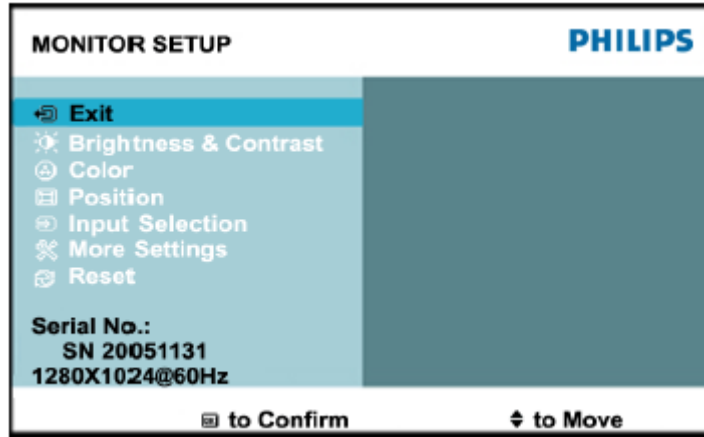 MONITOR SETUP
PHILIPS
Exit
Brightness & Contrast
Color
Position
Input Selection
More Settings
Reset
Serial No.:
SN 20051131
1280X1024@60Hz
to Confirm
to Move